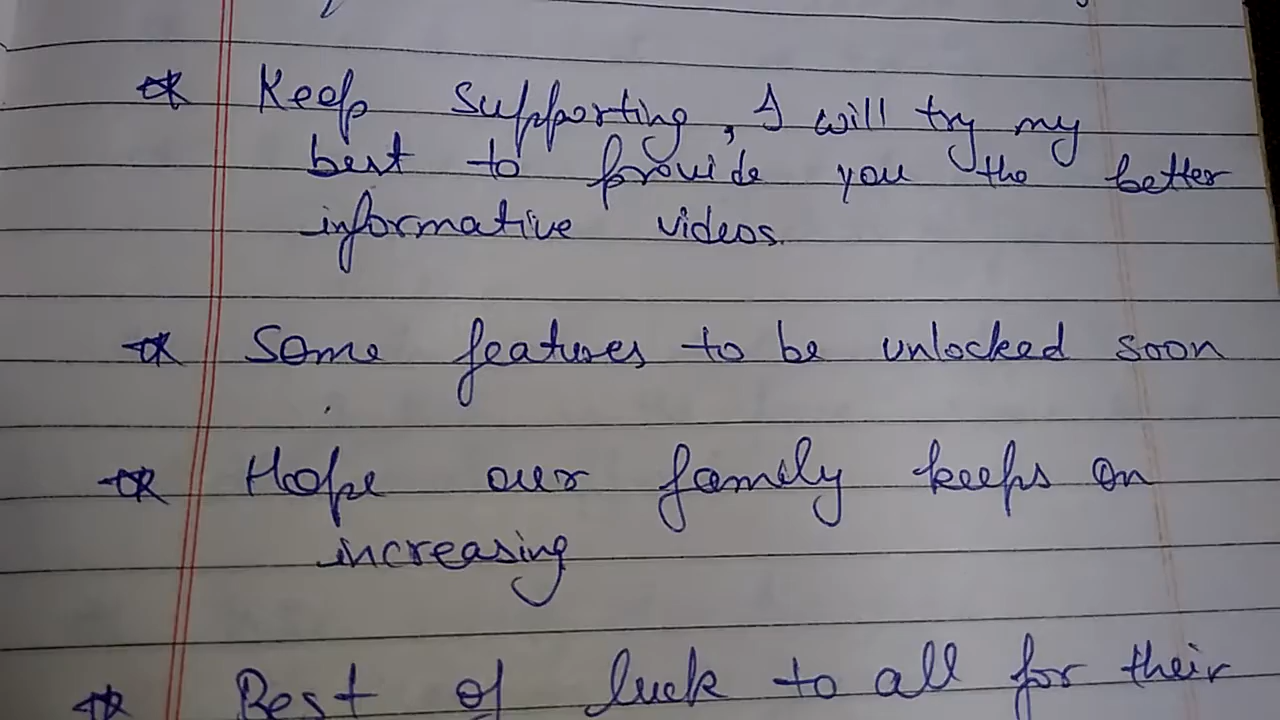 * Keep supporting, I will try my
best to provide you the better
informative videos.
* Some features to be unlocked soon
* Hope our family keeps on
increasing
* Best of luck to all for their